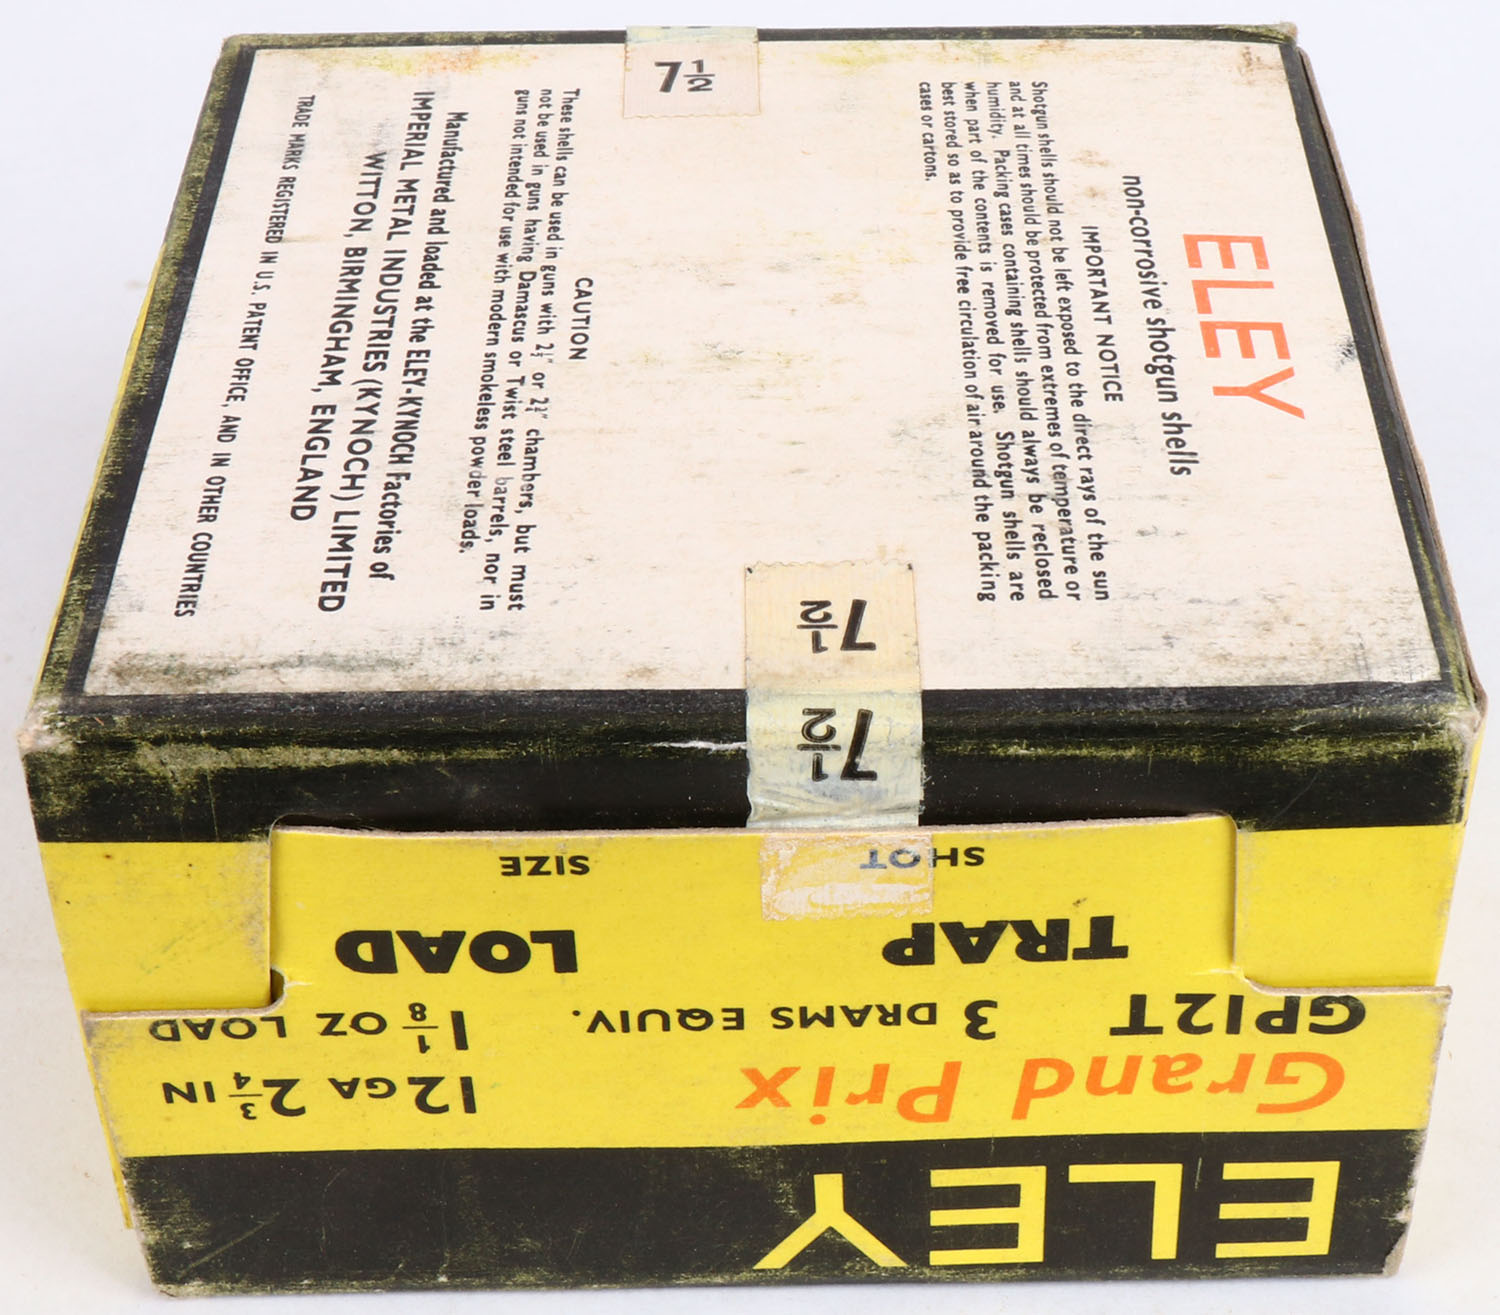 ELEY
non-corrosive shotgun shells
IMPORTANT NOTICE
Shotgun shells should not be left exposed to the direct rays of the sun
and at all times should be protected from extremes of temperature or
humidity. Packing cases containing shells should always be reclosed
when part of the contents is removed for use. Shotgun shells are
best stored so as to provide free circulation of air around the packing
cases or cartons.
7½
7½
7½
CAUTION
These shells can be used in guns with 2½" or 2¾" chambers, but must
not be used in guns having Damascus or Twist steel barrels, nor in
guns not intended for use with modern smokeless powder loads.
Manufactured and loaded at the ELEY-KYNOCH Factories of
IMPERIAL METAL INDUSTRIES (KYNOCH) LIMITED
WITTON, BIRMINGHAM, ENGLAND
TRADE MARKS REGISTERED IN U.S. PATENT OFFICE, AND IN OTHER COUNTRIES
ELEY
Grand Prix 12 GA 2¾ IN
GP12T 3 DRAMS EQUIV. 1⅛ OZ LOAD
TRAP LOAD
SHOT SIZE